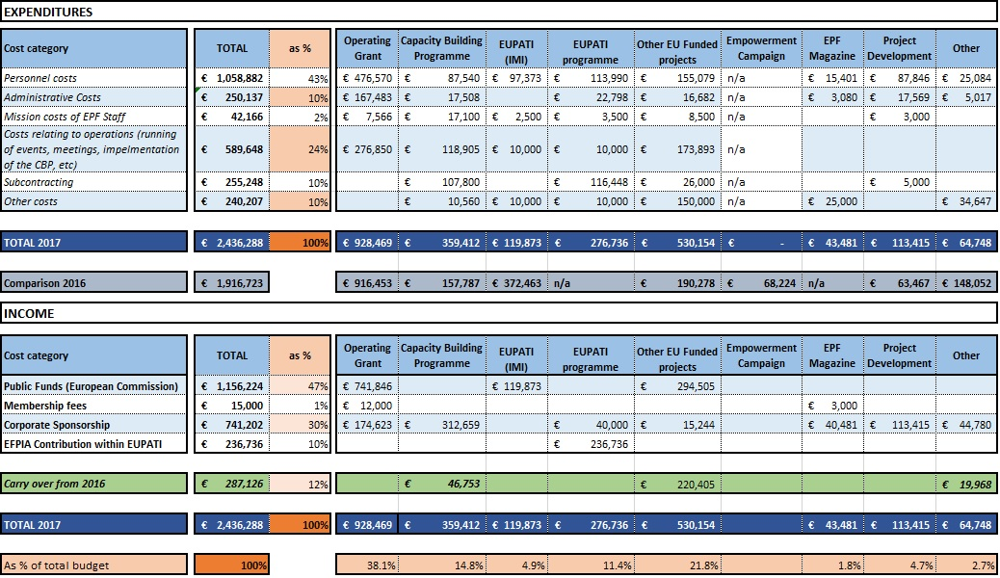 EXPENDITURES
Cost category TOTAL as % Operating Grant Capacity Building Programme EUPATI (IMI) EUPATI programme Other EU Funded projects Empowerment Campaign EPF Magazine Project Development Other
Personnel costs € 1,058,882 43% € 476,570 € 87,540 € 97,373 € 113,990 € 155,079 n/a € 15,401 € 87,846 € 25,084
Administrative Costs € 250,137 10% € 167,483 € 17,508 € 22,798 € 16,682 n/a € 3,080 € 17,569 € 5,017
Mission costs of EPF Staff € 42,166 2% € 7,566 € 17,100 € 2,500 € 3,500 € 8,500 n/a € 3,000
Costs relating to operations (running
of events, meetings, impelmentation
of the CBP, etc) € 589,648 24% € 276,850 € 118,905 € 10,000 € 10,000 € 173,893 n/a
Subcontracting € 255,248 10% € 107,800 € 116,448 € 26,000 n/a € 5,000
Other costs € 240,207 10% € 10,560 € 10,000 € 10,000 € 150,000 n/a € 25,000 € 34,647
TOTAL 2017 € 2,436,288 100% € 928,469 € 359,412 € 119,873 € 276,736 € 530,154 € - € 43,481 € 113,415 € 64,748
Comparison 2016 € 1,916,723 € 916,453 € 157,787 € 372,463 n/a € 190,278 € 68,224 n/a € 63,467 € 148,052
INCOME
Cost category TOTAL as % Operating Grant Capacity Building Programme EUPATI (IMI) EUPATI programme Other EU Funded projects Empowerment Campaign EPF Magazine Project Development Other
Public Funds (European Commission) € 1,156,224 47% € 741,846 € 119,873 € 294,505
Membership fees € 15,000 1% € 12,000 € 3,000
Corporate Sponsorship € 741,202 30% € 174,623 € 312,659 € 40,000 € 15,244 € 40,481 € 113,415 € 44,780
EFPIA Contribution within EUPATI € 236,736 10% € 236,736
Carry over from 2016 € 287,126 12% € 46,753 € 220,405 € 19,968
TOTAL 2017 € 2,436,288 100% € 928,469 € 359,412 € 119,873 € 276,736 € 530,154 € 43,481 € 113,415 € 64,748
As % of total budget 100% 38.1% 14.8% 4.9% 11.4% 21.8% 1.8% 4.7% 2.7%